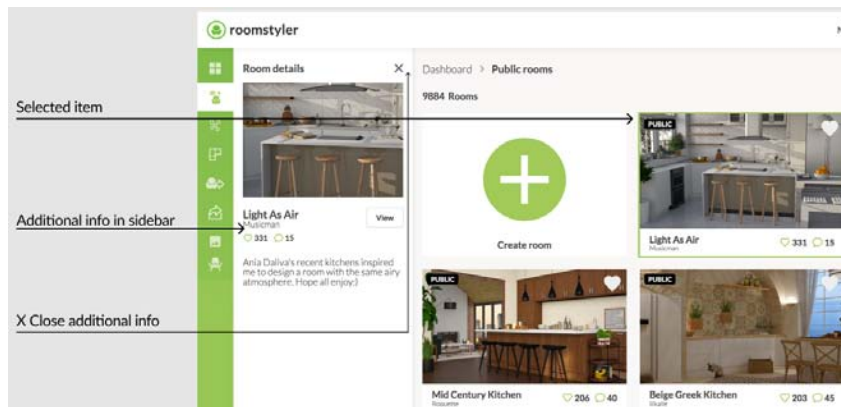 roomstyler
Room details
Dashboard > Public rooms
9884 Rooms
Selected item
PUBLIC
Light As Air
Musicman
View
331 15
Additional info in sidebar
Create room
Light As Air
Musicman
331 15
Ania Daliva's recent kitchens inspired
me to design a room with the same airy
atmosphere. Hope all enjoy:)
PUBLIC
PUBLIC
X Close additional info
Mid Century Kitchen
Roquette
206 40
Beige Greek Kitchen
203 45